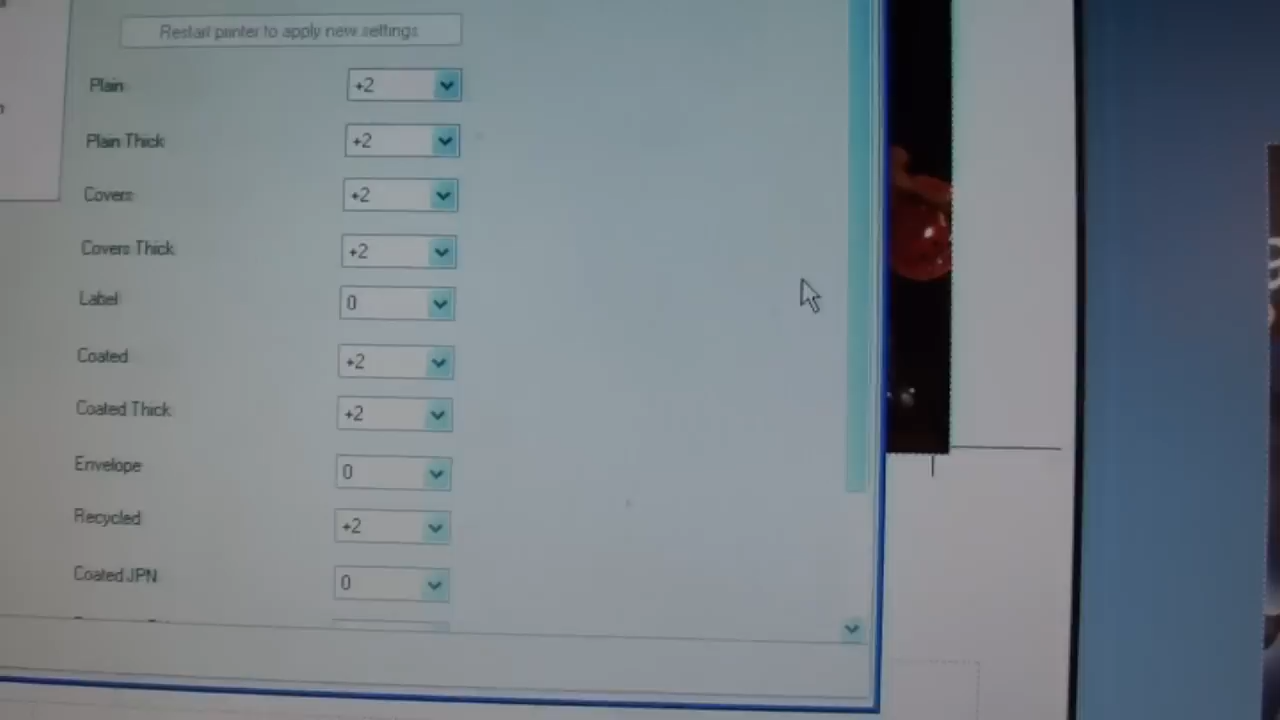 Restart printer to apply new settings
Plain +2
Plain Thick +2
Covers +2
Covers Thick +2
Label 0
Coated +2
Coated Thick +2
Envelope 0
Recycled +2
Coated JPN 0